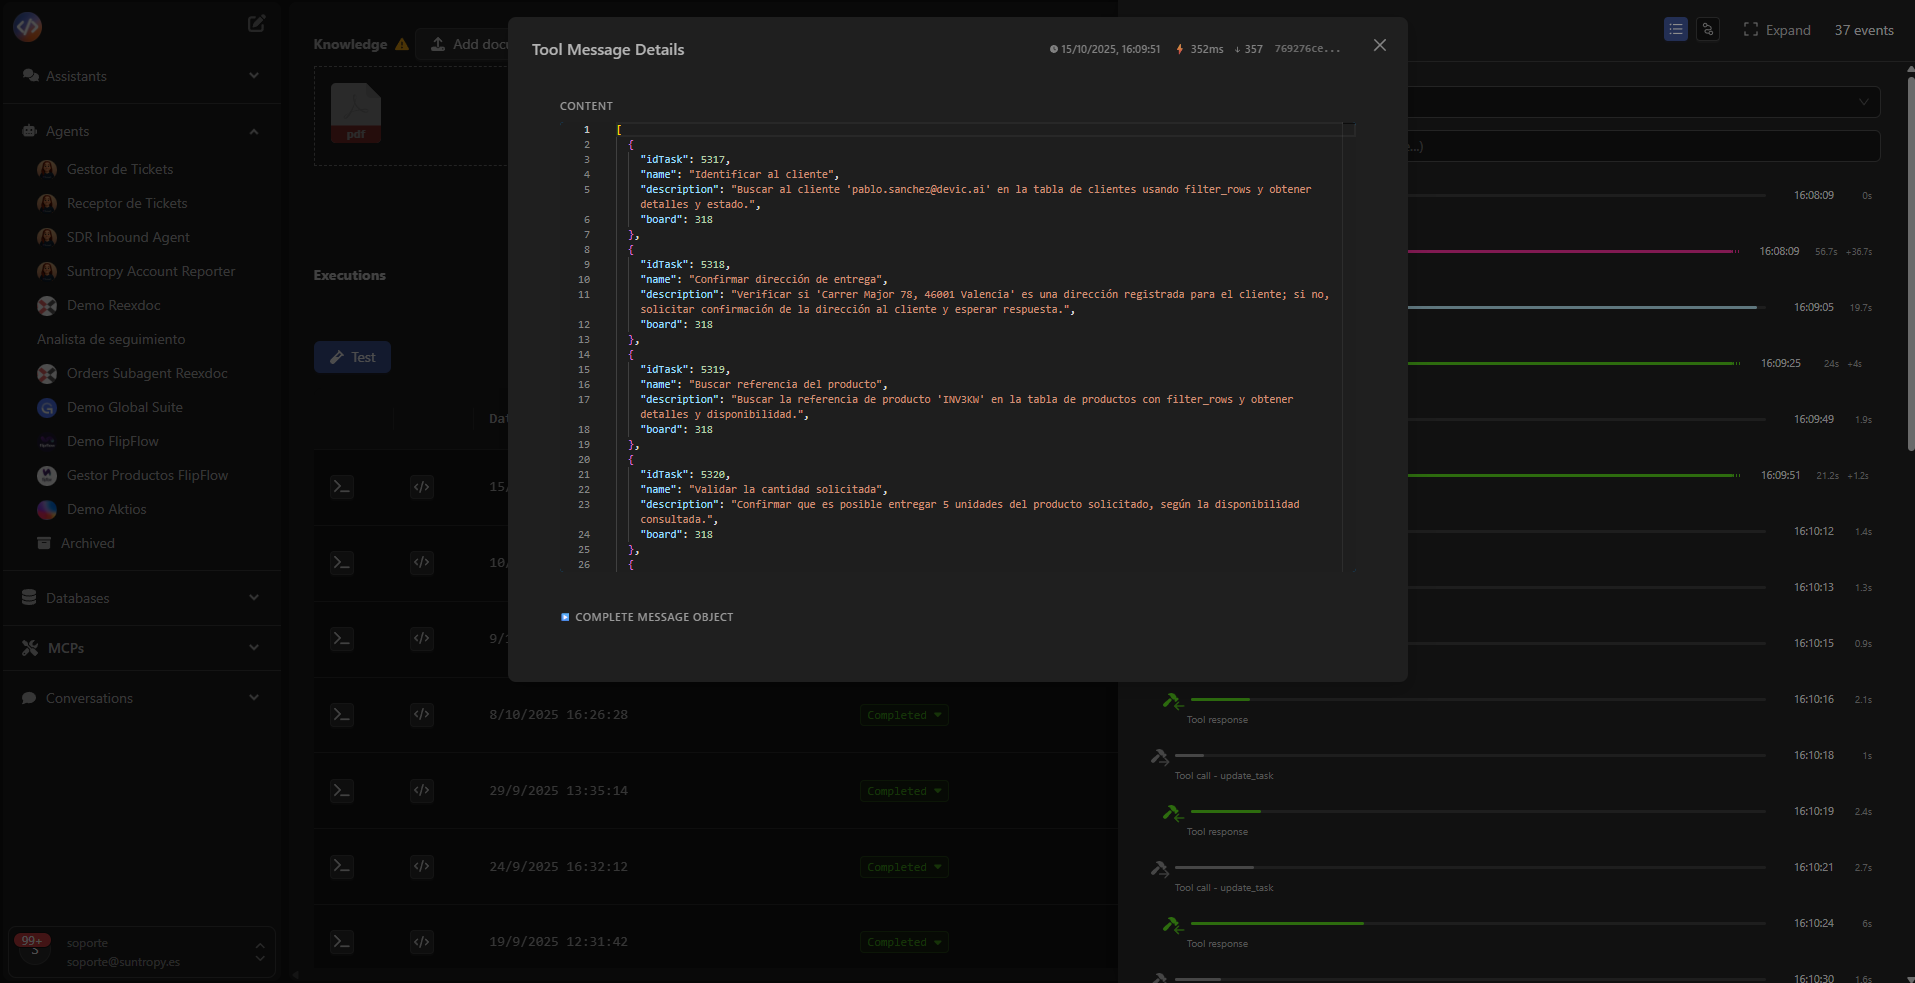 Assistants
Agents
Gestor de Tickets
Receptor de Tickets
SDR Inbound Agent
Suntropy Account Reporter
Demo Reexdoc
Analista de seguimiento
Orders Subagent Reexdoc
Demo Global Suite
Demo FlipFlow
Gestor Productos FlipFlow
Demo Aktios
Archived
Databases
MCPs
Conversations
99+
soporte
soporte@suntropy.es
Knowledge
Add docu
pdf
Executions
Test
Dat
15/
10/
9/1
8/10/2025 16:26:28 Completed
29/9/2025 13:35:14 Completed
24/9/2025 16:32:12 Completed
19/9/2025 12:31:42 Completed
Tool Message Details
15/10/2025, 16:09:51 352ms ↓ 357 769276ce...
CONTENT
1 [
2 {
3 "idTask": 5317,
4 "name": "Identificar al cliente",
5 "description": "Buscar al cliente 'pablo.sanchez@devic.ai' en la tabla de clientes usando filter_rows y obtener
detalles y estado.",
6 "board": 318
7 },
8 {
9 "idTask": 5318,
10 "name": "Confirmar dirección de entrega",
11 "description": "Verificar si 'Carrer Major 78, 46001 Valencia' es una dirección registrada para el cliente; si no,
solicitar confirmación de la dirección al cliente y esperar respuesta.",
12 "board": 318
13 },
14 {
15 "idTask": 5319,
16 "name": "Buscar referencia del producto",
17 "description": "Buscar la referencia de producto 'INV3KW' en la tabla de productos con filter_rows y obtener
detalles y disponibilidad.",
18 "board": 318
19 },
20 {
21 "idTask": 5320,
22 "name": "Validar la cantidad solicitada",
23 "description": "Confirmar que es posible entregar 5 unidades del producto solicitado, según la disponibilidad
consultada.",
24 "board": 318
25 },
26 {
COMPLETE MESSAGE OBJECT
Expand 37 events
...)
16:08:09 0s
16:08:09 56.7s +36.7s
16:09:05 19.7s
16:09:25 24s +4s
16:09:49 1.9s
16:09:51 21.2s +12s
16:10:12 1.4s
16:10:13 1.3s
16:10:15 0.9s
16:10:16 2.1s
Tool response
16:10:18 1s
Tool call - update_task
16:10:19 2.4s
Tool response
16:10:21 2.7s
Tool call - update_task
16:10:24 6s
Tool response
16:10:30 1.6s